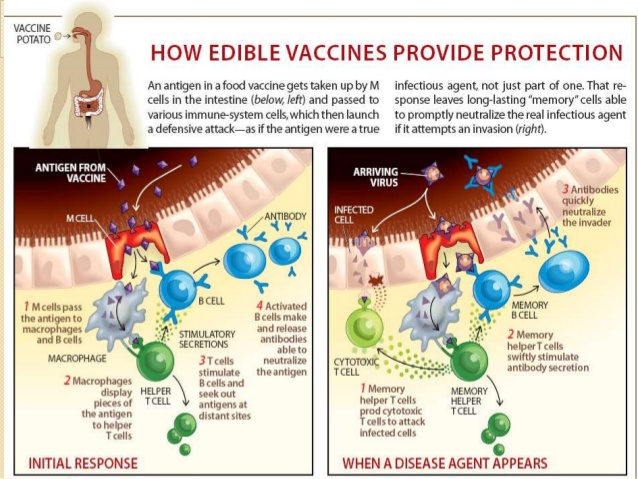 VACCINE
POTATO
HOW EDIBLE VACCINES PROVIDE PROTECTION
An antigen in a food vaccine gets taken up by M
cells in the intestine (below, left) and passed to
various immune-system cells, which then launch
a defensive attack—as if the antigen were a true
infectious agent, not just part of one. That re-
sponse leaves long-lasting "memory" cells able
to promptly neutralize the real infectious agent
if it attempts an invasion (right).
ANTIGEN FROM
VACCINE
M CELL
ANTIBODY
B CELL
1 M cells pass
the antigen to
macrophages
and B cells
MACROPHAGE
STIMULATORY
SECRETIONS
4 Activated
B cells make
and release
antibodies
able to
neutralize
the antigen
2 Macrophages
display
pieces of
the antigen
to helper
T cells
HELPER
T CELL
3 T cells
stimulate
B cells and
seek out
antigens at
distant sites
INITIAL RESPONSE
ARRIVING
VIRUS
INFECTED
CELL
3 Antibodies
quickly
neutralize
the invader
MEMORY
B CELL
2 Memory
helper T cells
swiftly stimulate
antibody secretion
CYTOTOXIC
T CELL
1 Memory
helper T cells
prod cytotoxic
T cells to attack
infected cells
MEMORY
HELPER
T CELL
WHEN A DISEASE AGENT APPEARS